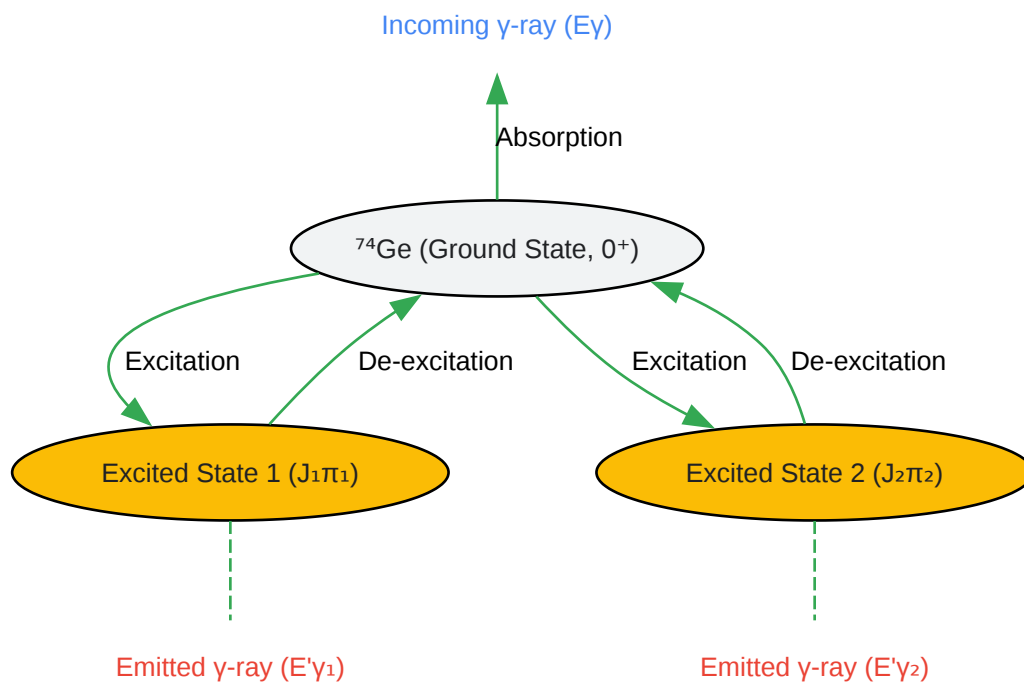 Incoming γ-ray (Eγ)
Absorption
⁷⁴Ge (Ground State, 0⁺)
Excitation
De-excitation
Excitation
De-excitation
Excited State 1 (J₁π₁)
Excited State 2 (J₂π₂)
Emitted γ-ray (E'γ₁)
Emitted γ-ray (E'γ₂)